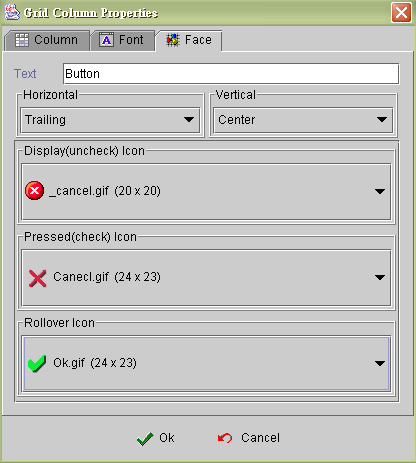 Grid Column Properties
Column Font Face
Text Button
Horizontal Vertical
Trailing Center
Display(uncheck) Icon
_cancel.gif (20 x 20)
Pressed(check) Icon
Canecl.gif (24 x 23)
Rollover Icon
Ok.gif (24 x 23)
Ok Cancel